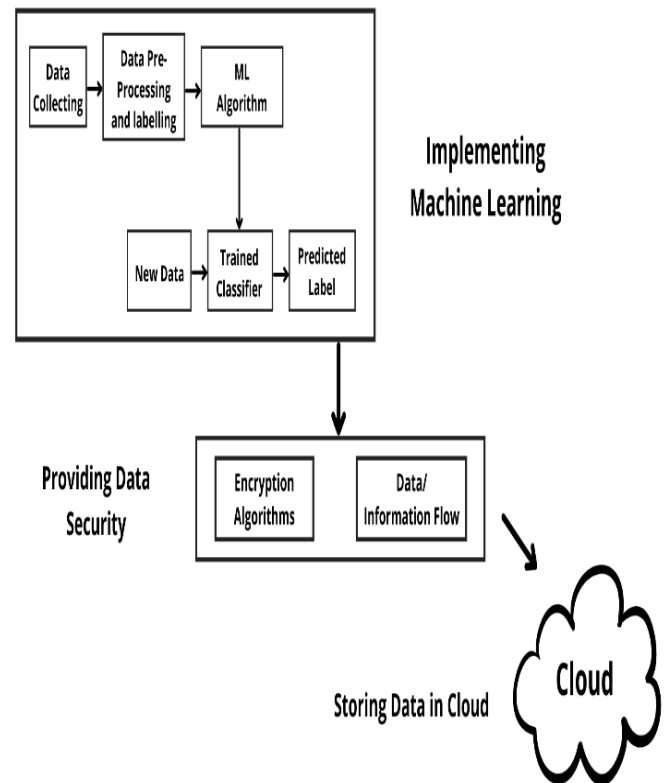 Data
Collecting
Data Pre-
Processing
and labelling
ML
Algorithm
Implementing
Machine Learning
New Data
Trained
Classifier
Predicted
Label
Providing Data
Security
Encryption
Algorithms
Data/
Information Flow
Cloud
Storing Data in Cloud